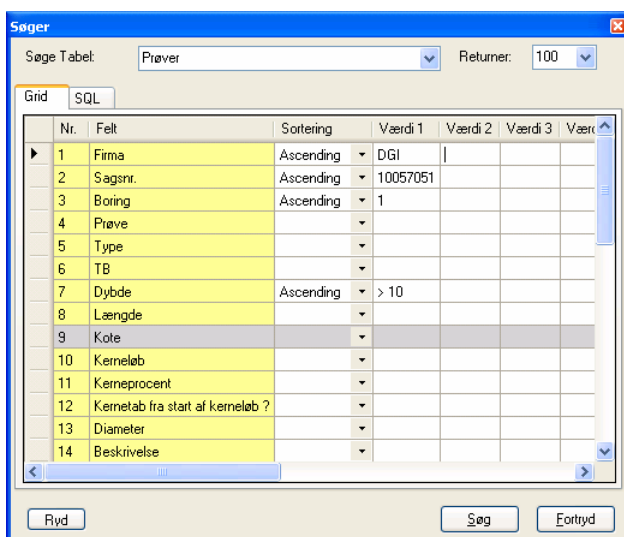 Søger
Søge Tabel: Prøver Returner: 100
Grid SQL
Nr. Felt Sortering Værdi 1 Værdi 2 Værdi 3 Værd
1 Firma Ascending DGI
2 Sagsnr. Ascending 10057051
3 Boring Ascending 1
4 Prøve
5 Type
6 TB
7 Dybde Ascending > 10
8 Længde
9 Kote
10 Kerneløb
11 Kerneprocent
12 Kernetab fra start af kerneløb ?
13 Diameter
14 Beskrivelse
Ryd Søg Fortryd